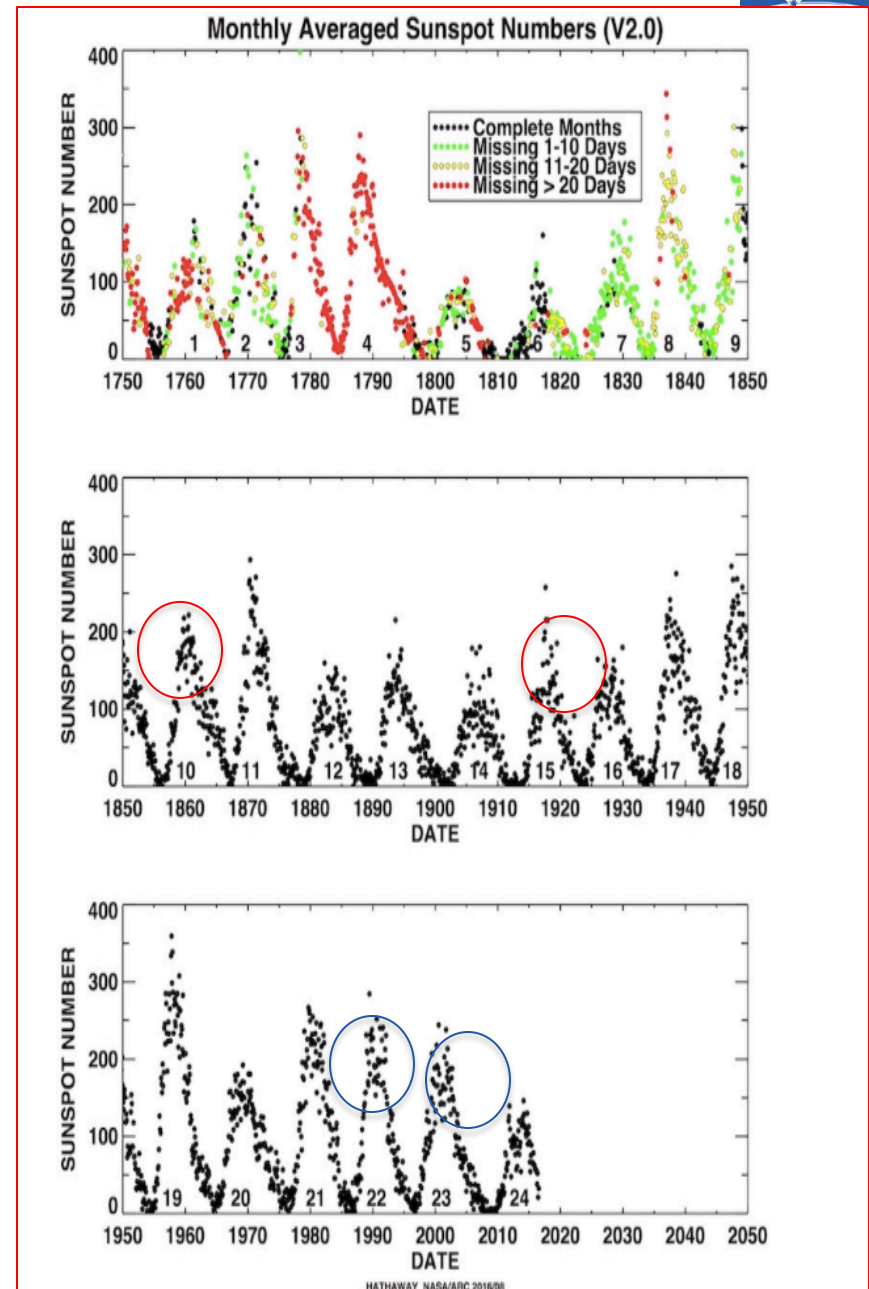 Monthly Averaged Sunspot Numbers (V2.0)
400
300
200
100
0
SUNSPOT NUMBER
Complete Months
Missing 1-10 Days
Missing 11-20 Days
Missing > 20 Days
1 2 3 4 5 6 7 8 9
1750 1760 1770 1780 1790 1800 1810 1820 1830 1840 1850
DATE
400
300
200
100
0
SUNSPOT NUMBER
10 11 12 13 14 15 16 17 18
1850 1860 1870 1880 1890 1900 1910 1920 1930 1940 1950
DATE
400
300
200
100
0
SUNSPOT NUMBER
19 20 21 22 23 24
1950 1960 1970 1980 1990 2000 2010 2020 2030 2040 2050
DATE
HATHAWAY NASA/ARC 2016/08